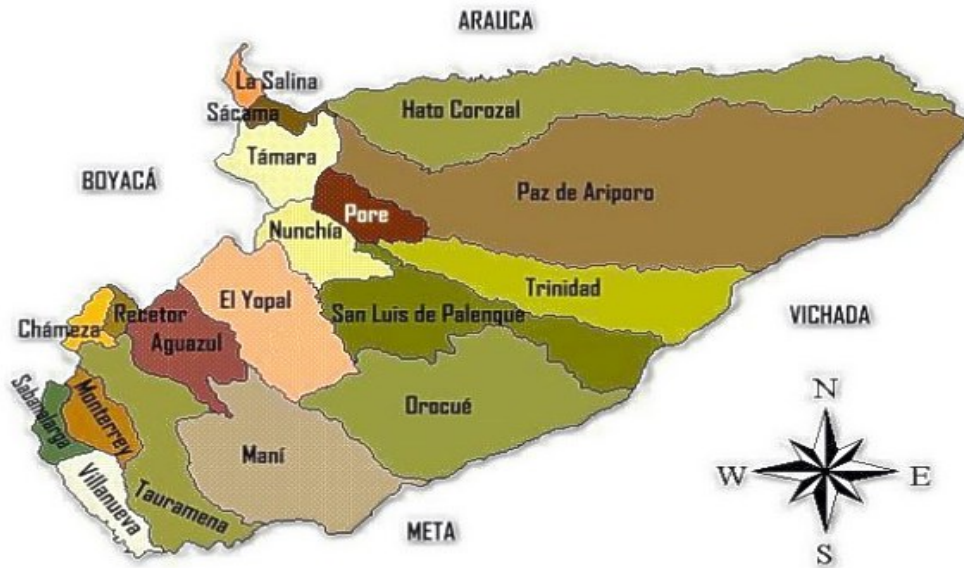 ARAUCA
La Salina
Hato Corozal
Sácama
Támara
BOYACÁ
Paz de Ariporo
Pore
Nunchía
Trinidad
El Yopal
San Luis de Palenque
Recetor
VICHADA
Chámeza
Aguazul
N
Sabanalarga
Monterrey
Orocué
Maní
W
E
Villanueva
Tauramena
META
S